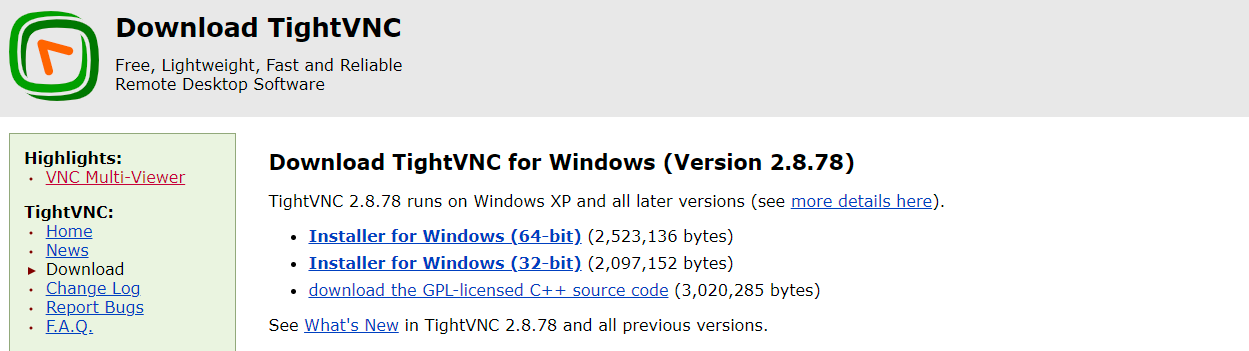 Download TightVNC
Free, Lightweight, Fast and Reliable
Remote Desktop Software
Highlights:
VNC Multi-Viewer
TightVNC:
Home
News
Download
Change Log
Report Bugs
F.A.Q.
Download TightVNC for Windows (Version 2.8.78)
TightVNC 2.8.78 runs on Windows XP and all later versions (see more details here).
Installer for Windows (64-bit) (2,523,136 bytes)
Installer for Windows (32-bit) (2,097,152 bytes)
download the GPL-licensed C++ source code (3,020,285 bytes)
See What's New in TightVNC 2.8.78 and all previous versions.